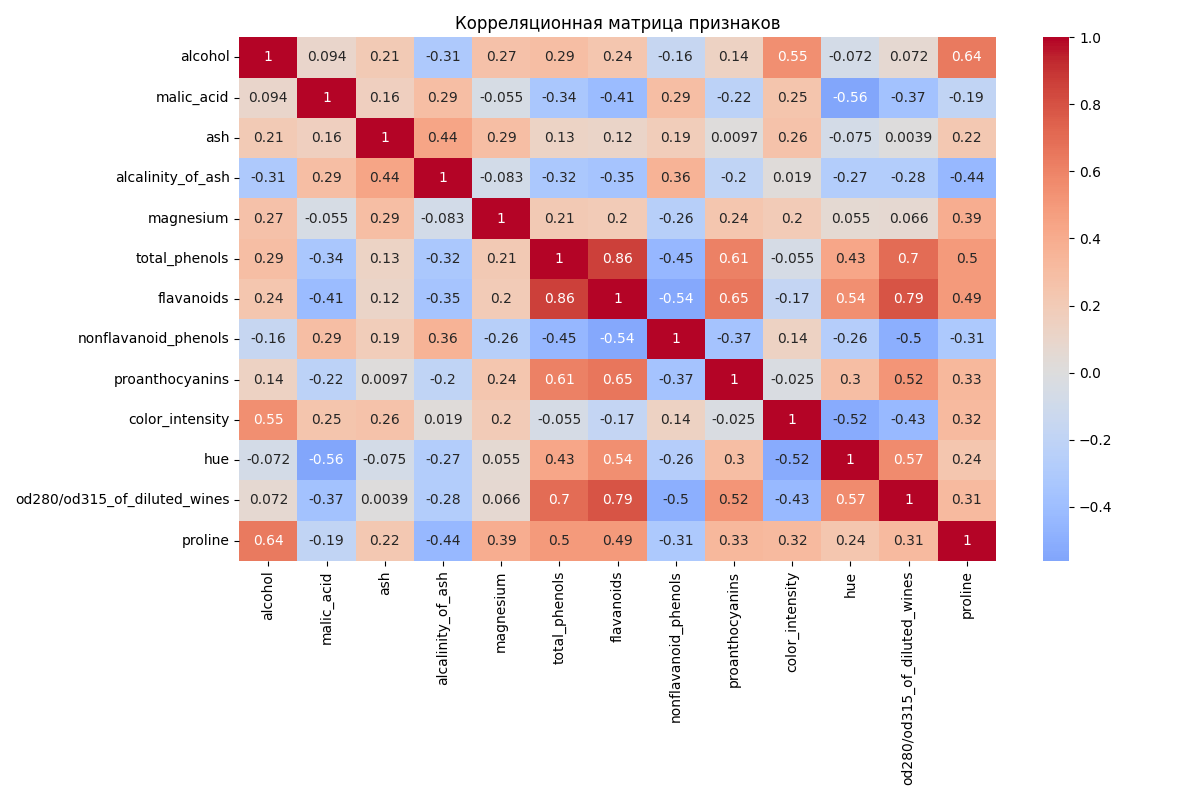 Корреляционная матрица признаков
alcohol 1 0.094 0.21 -0.31 0.27 0.29 0.24 -0.16 0.14 0.55 -0.072 0.072 0.64
malic_acid 0.094 1 0.16 0.29 -0.055 -0.34 -0.41 0.29 -0.22 0.25 -0.56 -0.37 -0.19
ash 0.21 0.16 1 0.44 0.29 0.13 0.12 0.19 0.0097 0.26 -0.075 0.0039 0.22
alcalinity_of_ash -0.31 0.29 0.44 1 -0.083 -0.32 -0.35 0.36 -0.2 0.019 -0.27 -0.28 -0.44
magnesium 0.27 -0.055 0.29 -0.083 1 0.21 0.2 -0.26 0.24 0.2 0.055 0.066 0.39
total_phenols 0.29 -0.34 0.13 -0.32 0.21 1 0.86 -0.45 0.61 -0.055 0.43 0.7 0.5
flavanoids 0.24 -0.41 0.12 -0.35 0.2 0.86 1 -0.54 0.65 -0.17 0.54 0.79 0.49
nonflavanoid_phenols -0.16 0.29 0.19 0.36 -0.26 -0.45 -0.54 1 -0.37 0.14 -0.26 -0.5 -0.31
proanthocyanins 0.14 -0.22 0.0097 -0.2 0.24 0.61 0.65 -0.37 1 -0.025 0.3 0.52 0.33
color_intensity 0.55 0.25 0.26 0.019 0.2 -0.055 -0.17 0.14 -0.025 1 -0.52 -0.43 0.32
hue -0.072 -0.56 -0.075 -0.27 0.055 0.43 0.54 -0.26 0.3 -0.52 1 0.57 0.24
od280/od315_of_diluted_wines 0.072 -0.37 0.0039 -0.28 0.066 0.7 0.79 -0.5 0.52 -0.43 0.57 1 0.31
proline 0.64 -0.19 0.22 -0.44 0.39 0.5 0.49 -0.31 0.33 0.32 0.24 0.31 1
alcohol
malic_acid
ash
alcalinity_of_ash
magnesium
total_phenols
flavanoids
nonflavanoid_phenols
proanthocyanins
color_intensity
hue
od280/od315_of_diluted_wines
proline
1.0
0.8
0.6
0.4
0.2
0.0
−0.2
−0.4